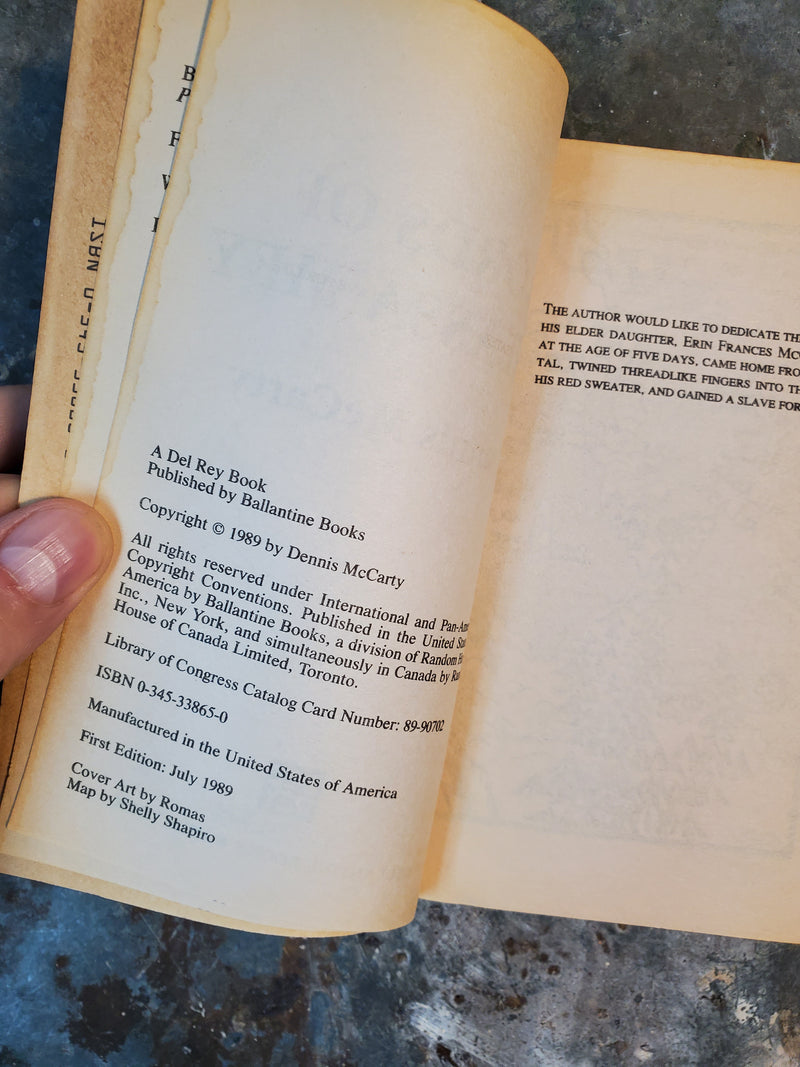 B
P
F
I
A Del Rey Book
Published by Ballantine Books
Copyright © 1989 by Dennis McCarty
All rights reserved under International and Pan-Am
Copyright Conventions. Published in the United Sta
America by Ballantine Books, a division of Random H
Inc., New York, and simultaneously in Canada by Ra
House of Canada Limited, Toronto.
Library of Congress Catalog Card Number: 89-90702
ISBN 0-345-33865-0
Manufactured in the United States of America
First Edition: July 1989
Cover Art by Romas
Map by Shelly Shapiro
THE AUTHOR WOULD LIKE TO DEDICATE
HIS ELDER DAUGHTER, ERIN FRANCES
AT THE AGE OF FIVE DAYS, CAME HOME
TAL, TWINED THREADLIKE FINGERS INTO
HIS RED SWEATER, AND GAINED A SLAVE FOR